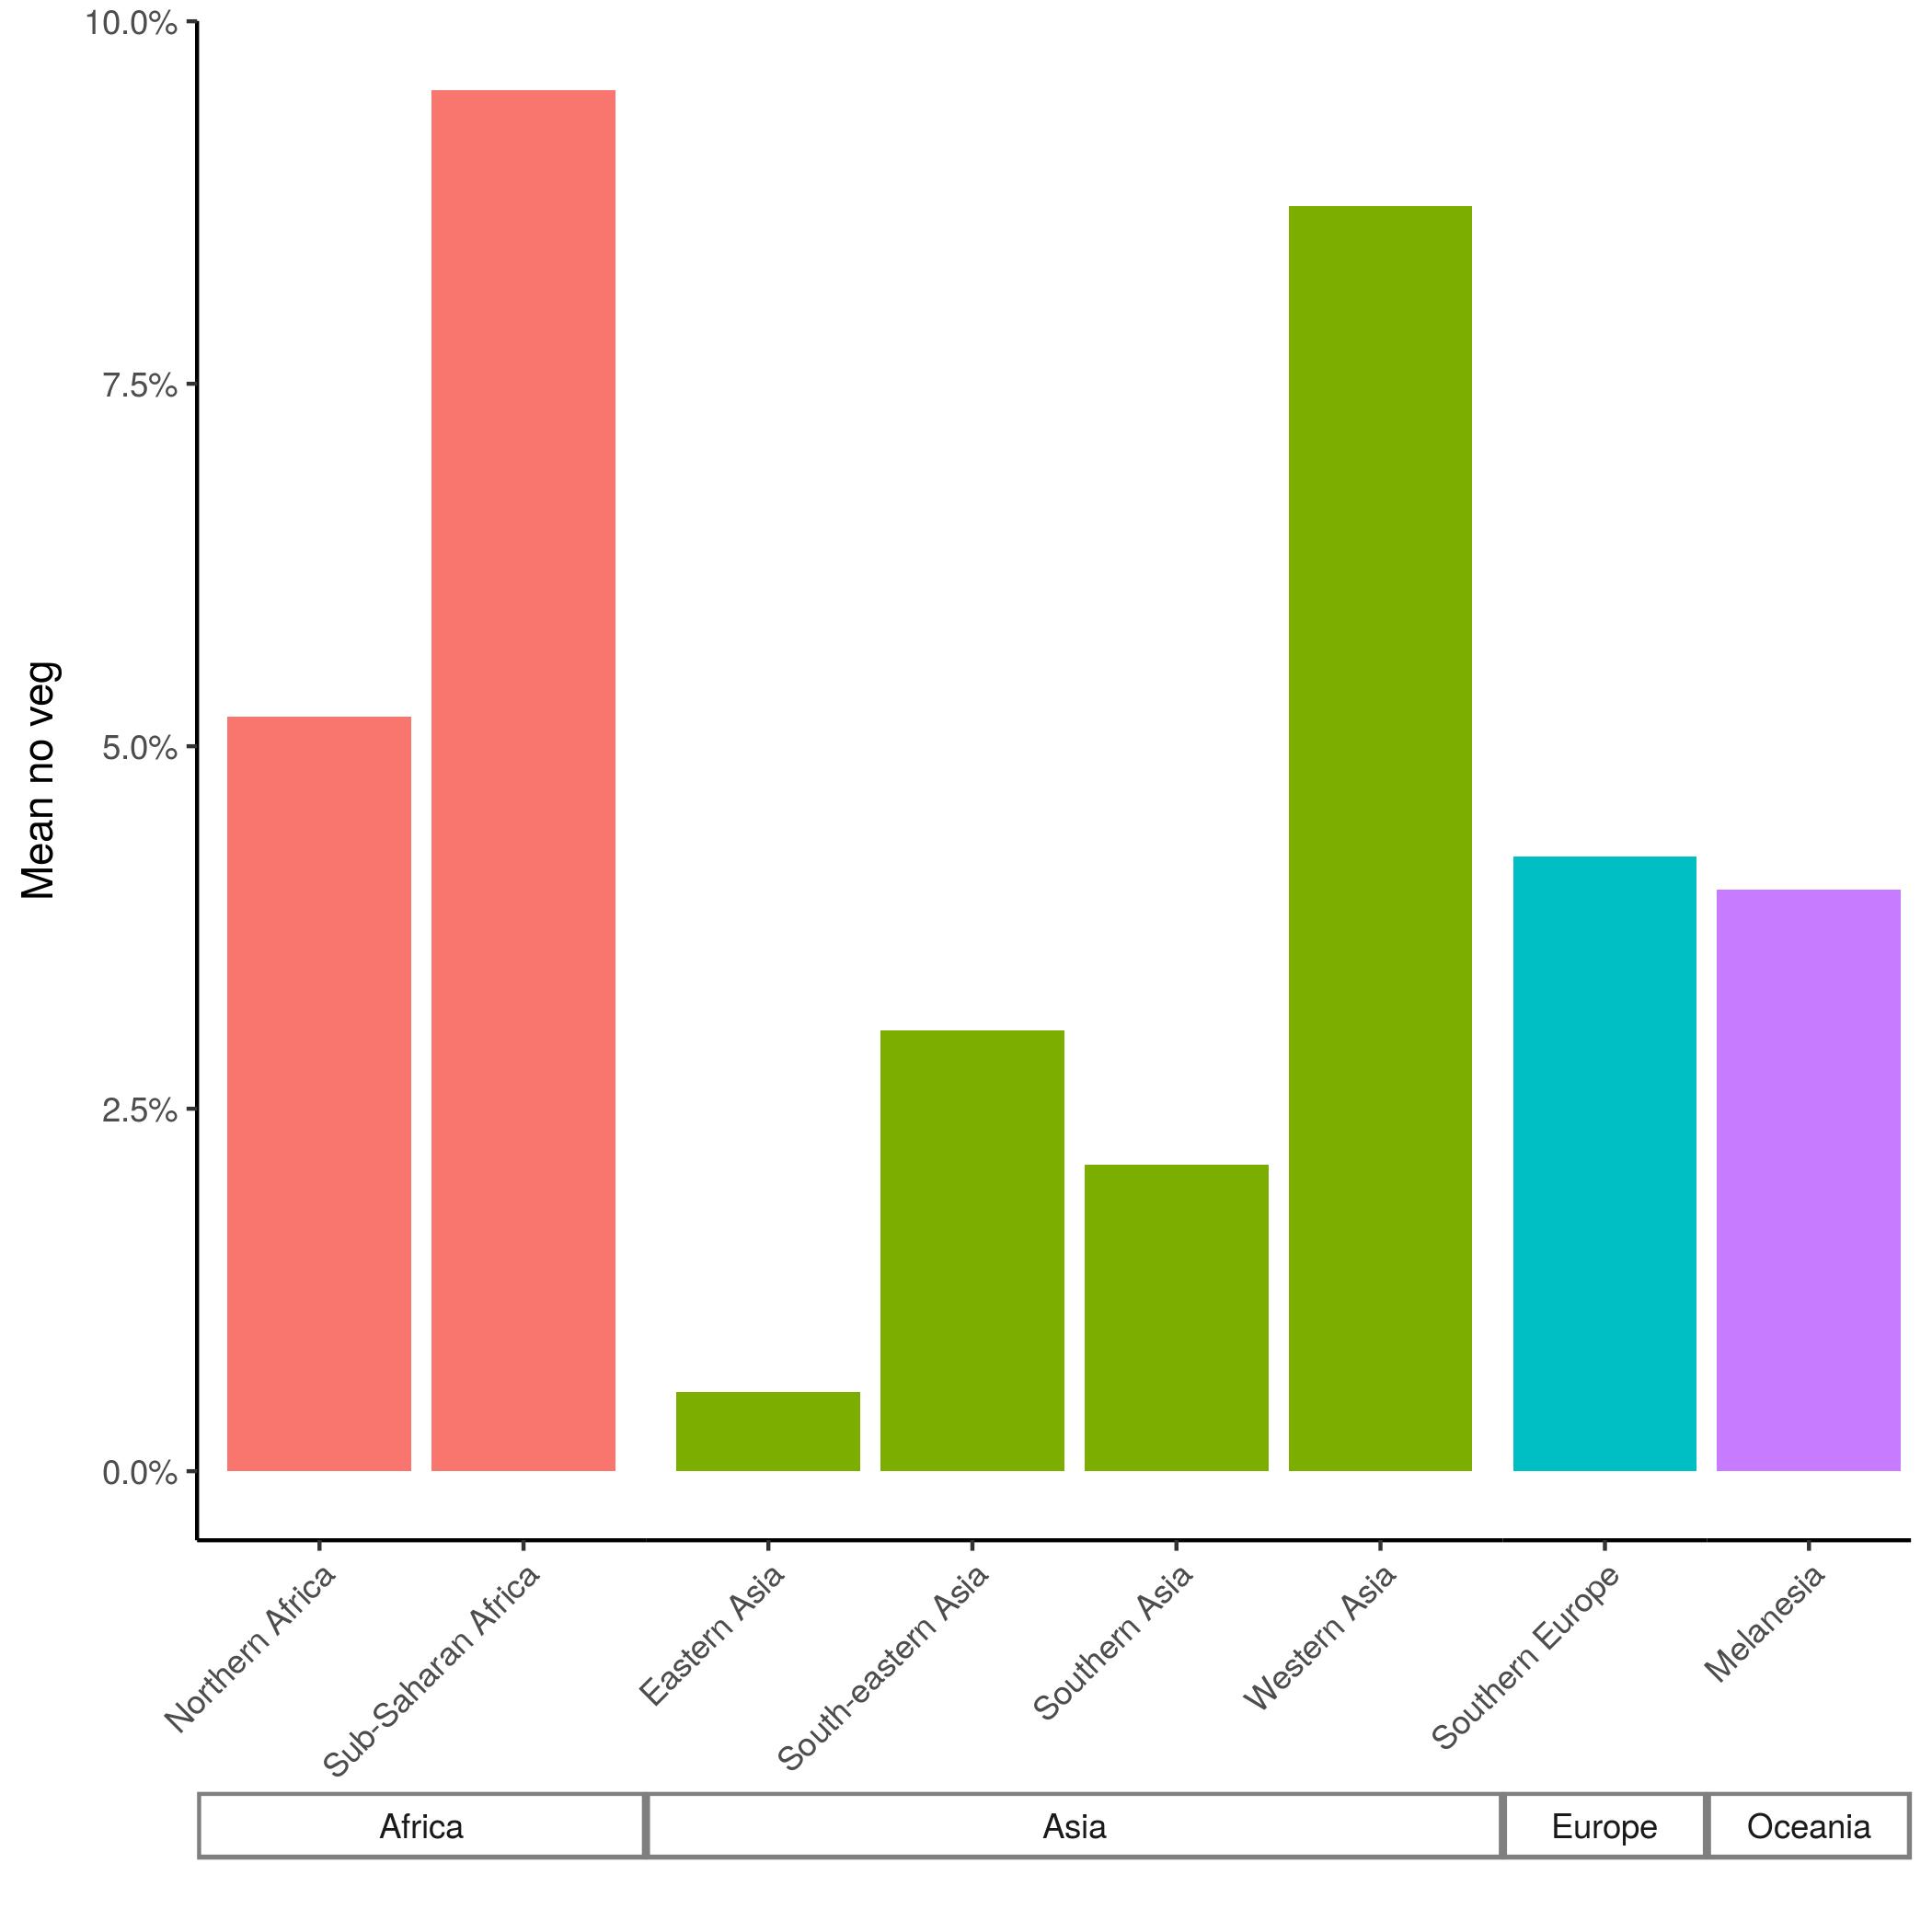 10.0%
7.5%
5.0%
2.5%
0.0%
Mean no veg
Northern Africa
Sub-Saharan Africa
Eastern Asia
South-eastern Asia
Southern Asia
Western Asia
Southern Europe
Melanesia
Africa
Asia
Europe
Oceania